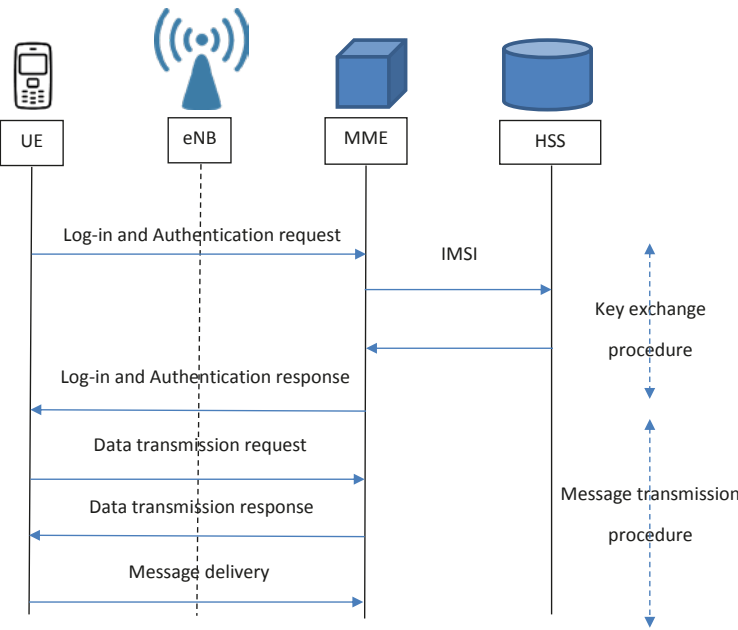 UE
eNB
MME
HSS
Log-in and Authentication request
IMSI
Key exchange
procedure
Log-in and Authentication response
Data transmission request
Message transmission
Data transmission response
procedure
Message delivery